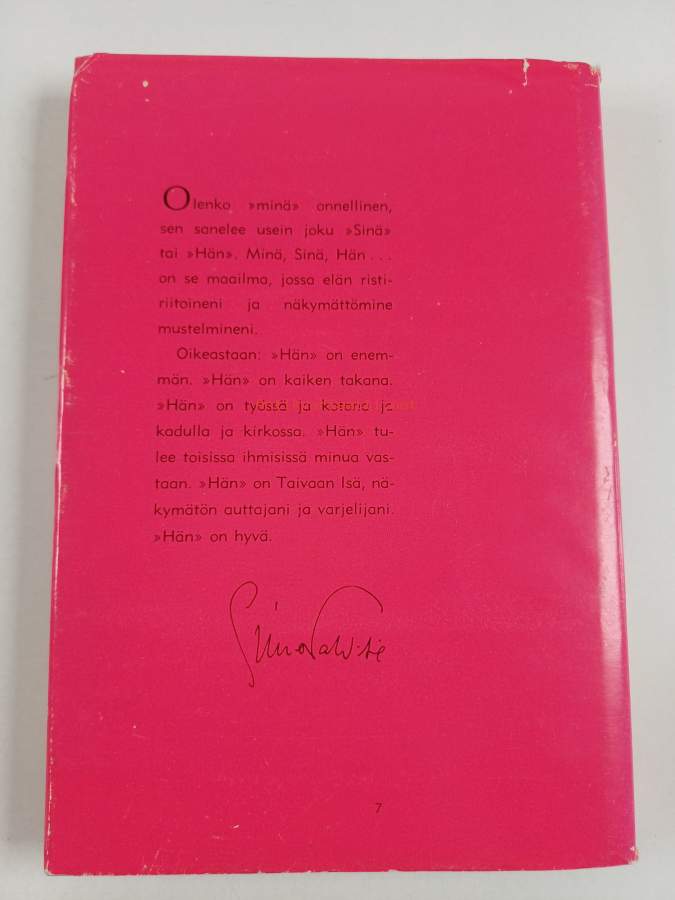 Olenko »minä» onnellinen,
sen sanelee usein joku »Sinä»
tai »Hän». Minä, Sinä, Hän...
on se maailma, jossa elän risti-
riitoineni ja näkymättömine
mustelmineni.
Oikeastaan: »Hän» on enem-
män. »Hän» on kaiken takana.
»Hän» on työssä ja kotona ja
kadulla ja kirkossa. »Hän» tu-
lee toisissa ihmisissä minua vas-
taan. »Hän» on Taivaan Isä, nä-
kymätön auttajani ja varjelijani.
»Hän» on hyvä.
7